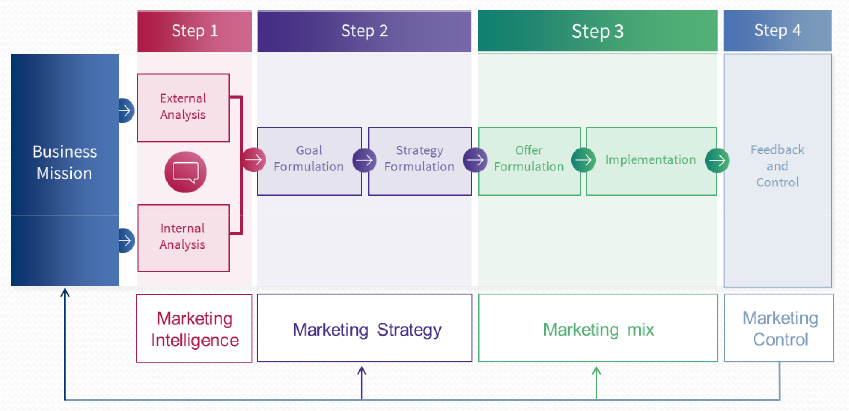 Step 1
Step 2
Step 3
Step 4
Business
Mission
External
Analysis
Internal
Analysis
Goal
Formulation
Strategy
Formulation
Offer
Formulation
Implementation
Feedback
and
Control
Marketing
Intelligence
Marketing Strategy
Marketing mix
Marketing
Control